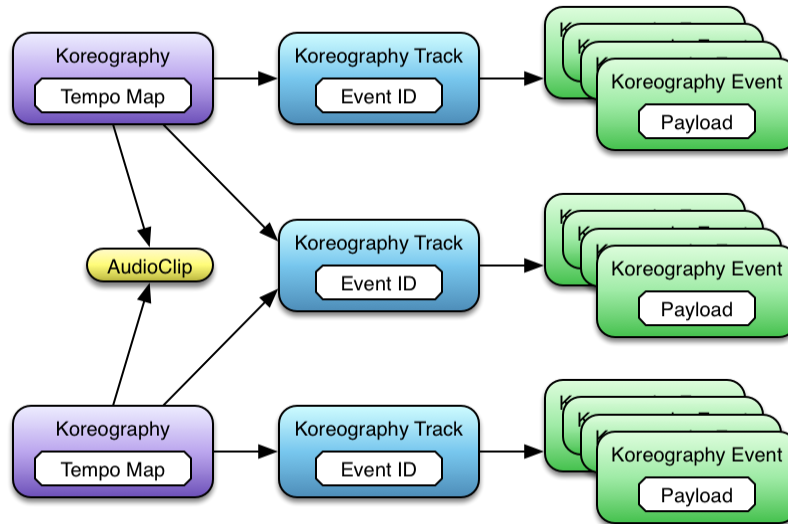 Koreography
Tempo Map
Koreography Track
Event ID
Koreography Event
Payload
AudioClip
Koreography Track
Event ID
Koreography Event
Payload
Koreography
Tempo Map
Koreography Track
Event ID
Koreography Event
Payload